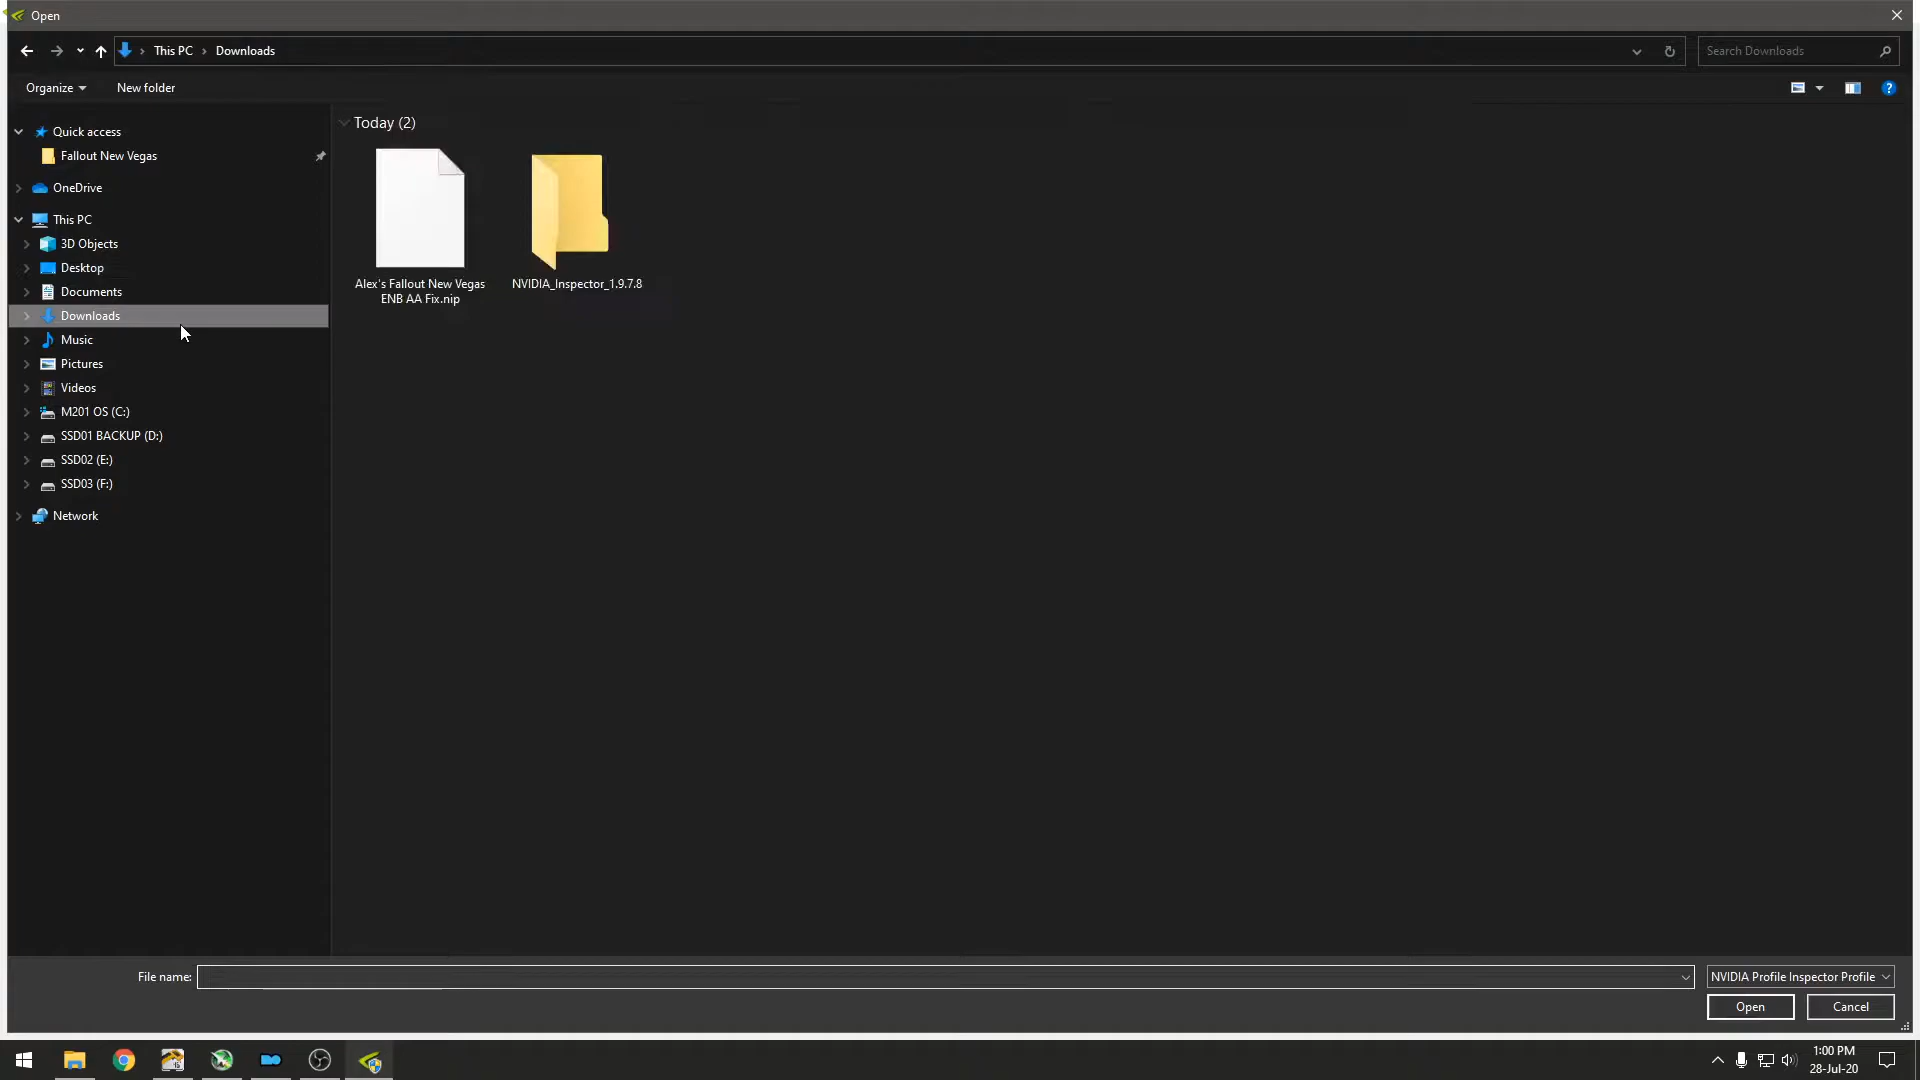 Open
This PC > Downloads
Search Downloads
Organize
New folder
?
Quick access
Fallout New Vegas
OneDrive
This PC
3D Objects
Desktop
Documents
Downloads
Music
Pictures
Videos
M201 OS (C:)
SSD01 BACKUP (D:)
SSD02 (E:)
SSD03 (F:)
Network
Today (2)
Alex's Fallout New Vegas
ENB AA Fix.nip
NVIDIA_Inspector_1.9.7.8
File name:
NVIDIA Profile Inspector Profile
Open
Cancel
1:00 PM
28-Jul-20